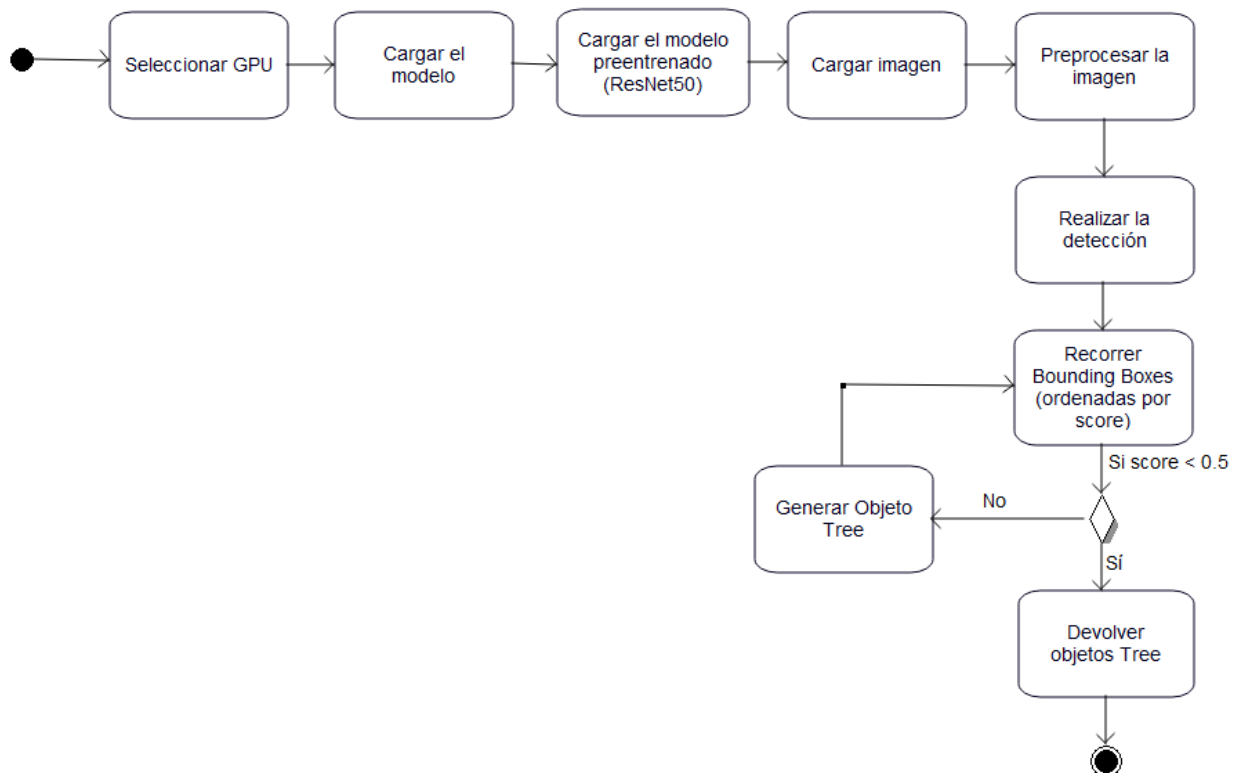 Seleccionar GPU
Cargar el
modelo
Cargar el modelo
preentrenado
(ResNet50)
Cargar imagen
Preprocesar la
imagen
Realizar la
detección
Recorrer
Bounding Boxes
(ordenadas por
score)
Si score < 0.5
No
Generar Objeto
Tree
Sí
Devolver
objetos Tree